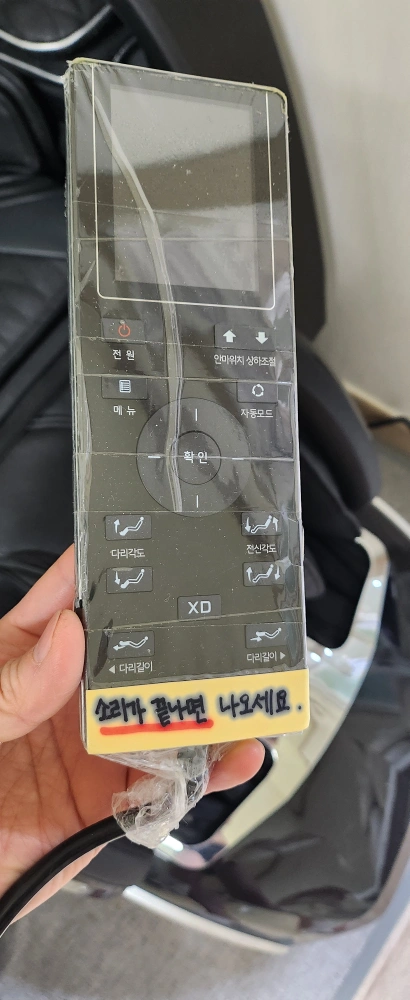 전원
안마위치 상하조절
메뉴
자동모드
확인
다리각도
전신각도
XD
◀ 다리길이
다리길이 ▶
소리가 끝나면 나오세요.